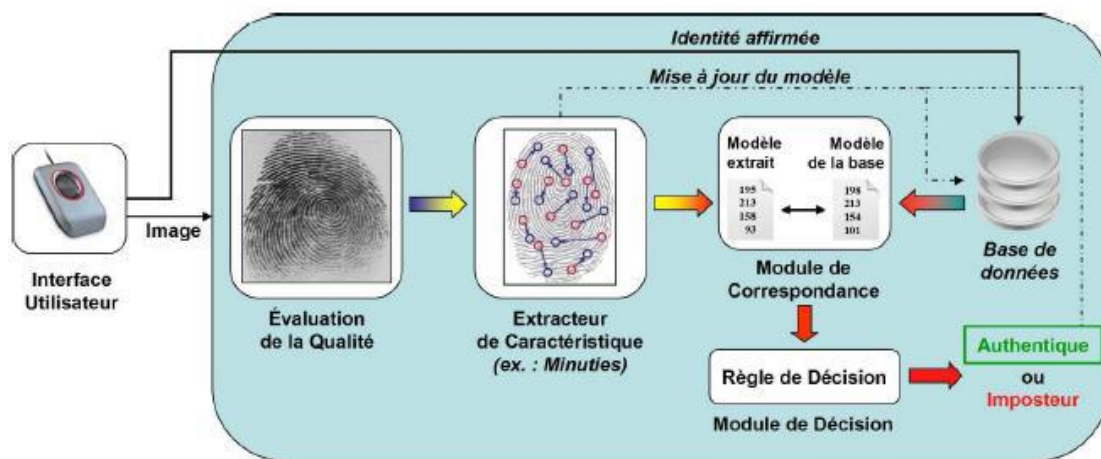 Identité affirmée
Mise à jour du modèle
Image
Interface
Utilisateur
Évaluation
de la Qualité
Extracteur
de Caractéristique
(ex. : Minuties)
Modèle
extrait
195
213
158
93
Modèle
de la base
198
213
154
101
Module de
Correspondance
Base de
données
Règle de Décision
Module de Décision
Authentique
ou
Imposteur